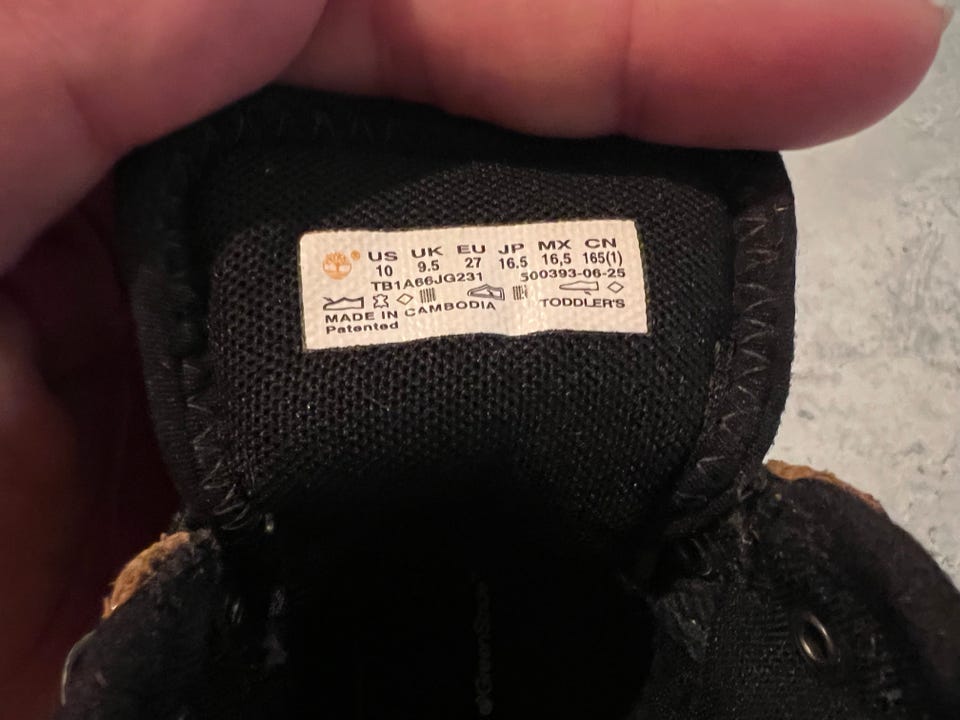 ® US UK EU JP MX CN
10 9.5 27 16.5 16,5 165(1)
TB1A66JG231 500393-06-25
MADE IN CAMBODIA TODDLER'S
Patented